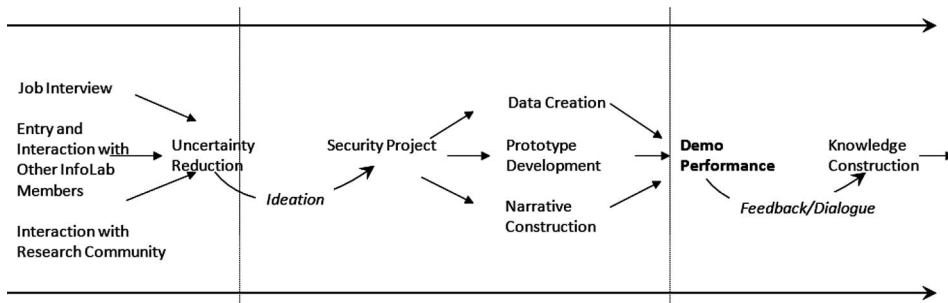 Job Interview
Entry and
Interaction with
Other InfoLab
Members
Interaction with
Research Community
Uncertainty
Reduction
Ideation
Security Project
Data Creation
Prototype
Development
Narrative
Construction
Demo
Performance
Feedback/Dialogue
Knowledge
Construction